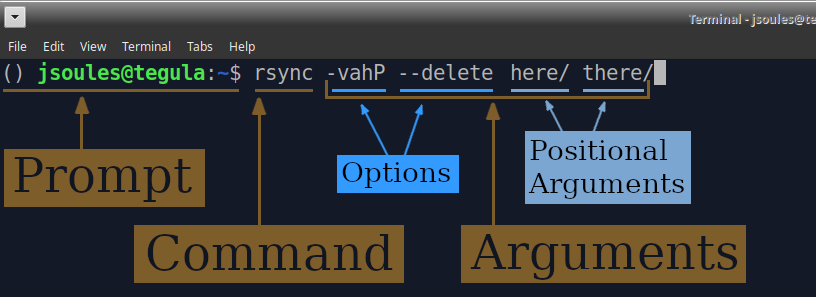 Terminal - jsoules@te
File Edit View Terminal Tabs Help
() jsoules@tegula:~$ rsync -vahP --delete here/ there/
Prompt
Options
Positional
Arguments
Command
Arguments